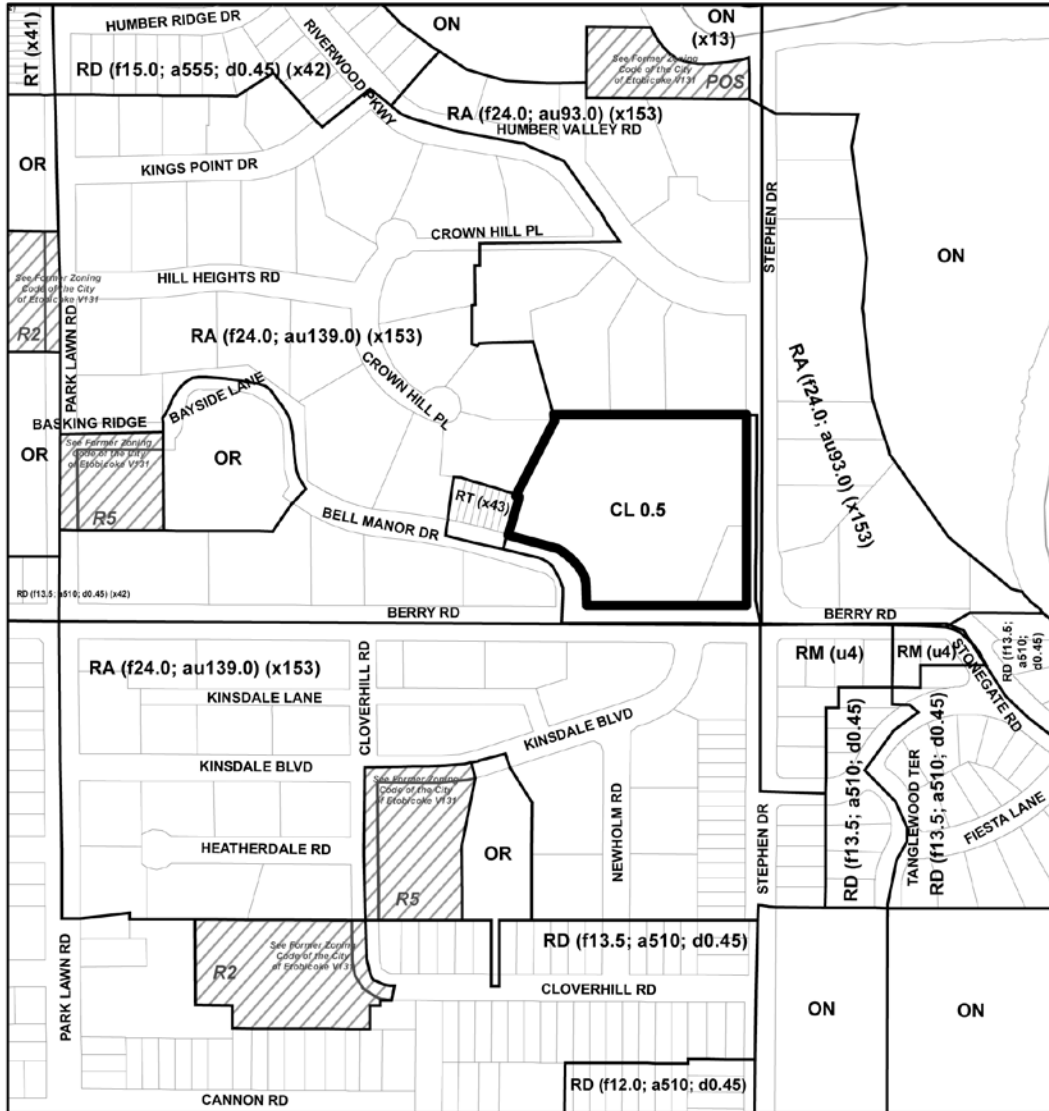 HUMBER RIDGE DR
RT (x41)
RD (f15.0; a555; d0.45) (x42)
RIVERWOOD PKWY
ON
ON
(x13)
See Former Zoning
Code of the City
of Etobicoke V131
POS
RA (f24.0; au93.0) (x153)
HUMBER VALLEY RD
OR
KINGS POINT DR
CROWN HILL PL
STEPHEN DR
ON
See Former Zoning
Code of the City
of Etobicoke V131
R2
HILL HEIGHTS RD
PARK LAWN RD
RA (f24.0; au139.0) (x153)
CROWN HILL PL
RA (f24.0; au93.0) (x153)
BAYSIDE LANE
BASKING RIDGE
See Former Zoning
Code of the City
of Etobicoke V131
R5
OR
OR
RT (x43)
CL 0.5
BELL MANOR DR
RD (f13.5; a510; d0.45) (x42)
BERRY RD
BERRY RD
RA (f24.0; au139.0) (x153)
KINSDALE LANE
CLOVERHILL RD
KINSDALE BLVD
KINSDALE BLVD
RM (u4)
RM (u4)
STONEGATE RD
RD (f13.5;
a510;
d0.45)
See Former Zoning
Code of the City
of Etobicoke V131
R5
OR
HEATHERDALE RD
NEWHOLM RD
STEPHEN DR
RD (f13.5; a510; d0.45)
TANGLEWOOD TER
RD (f13.5; a510; d0.45)
FIESTA LANE
PARK LAWN RD
See Former Zoning
Code of the City
of Etobicoke V131
R2
RD (f13.5; a510; d0.45)
CLOVERHILL RD
ON
ON
RD (f12.0; a510; d0.45)
CANNON RD